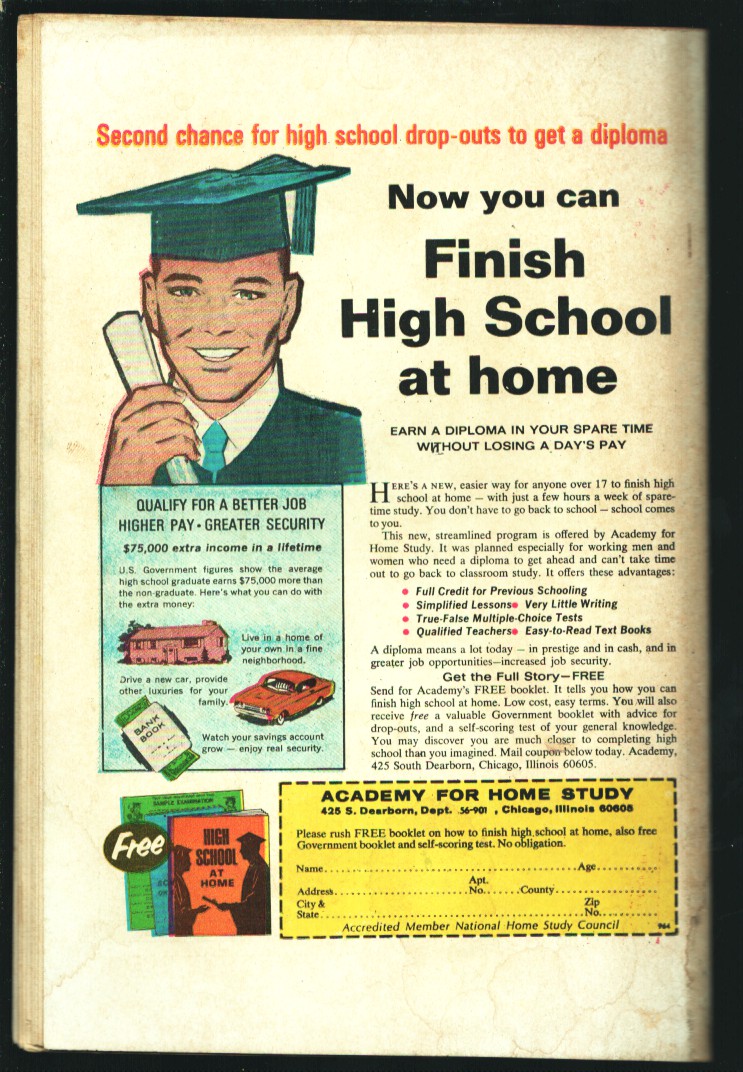 Second chance for high school drop-outs to get a diploma
Now you can
Finish
High School
at home
EARN A DIPLOMA IN YOUR SPARE TIME
WITHOUT LOSING A DAY'S PAY
QUALIFY FOR A BETTER JOB
HIGHER PAY • GREATER SECURITY
$75,000 extra income in a lifetime
U.S. Government figures show the average
high school graduate earns $75,000 more than
the non-graduate. Here's what you can do with
the extra money:
Live in a home of
your own in a fine
neighborhood.
Drive a new car, provide
other luxuries for your
family.
BANK
BOOK
Watch your savings account
grow — enjoy real security.
HERE'S A NEW, easier way for anyone over 17 to finish high
school at home — with just a few hours a week of spare-
time study. You don't have to go back to school — school comes
to you.
This new, streamlined program is offered by Academy for
Home Study. It was planned especially for working men and
women who need a diploma to get ahead and can't take time
out to go back to classroom study. It offers these advantages:
● Full Credit for Previous Schooling
● Simplified Lessons ● Very Little Writing
● True-False Multiple-Choice Tests
● Qualified Teachers ● Easy-to-Read Text Books
A diploma means a lot today — in prestige and in cash, and in
greater job opportunities—increased job security.
Get the Full Story—FREE
Send for Academy's FREE booklet. It tells you how you can
finish high school at home. Low cost, easy terms. You will also
receive free a valuable Government booklet with advice for
drop-outs, and a self-scoring test of your general knowledge.
You may discover you are much closer to completing high
school than you imagined. Mail coupon below today. Academy,
425 South Dearborn, Chicago, Illinois 60605.
Free
SAMPLE EXAMINATION
HIGH
SCHOOL
AT
HOME
ACADEMY FOR HOME STUDY
425 S. Dearborn, Dept. 56-901 , Chicago, Illinois 60605
Please rush FREE booklet on how to finish high school at home, also free
Government booklet and self-scoring test. No obligation.
Name Age
Apt.
Address No. County
City & Zip
State No.
Accredited Member National Home Study Council 964